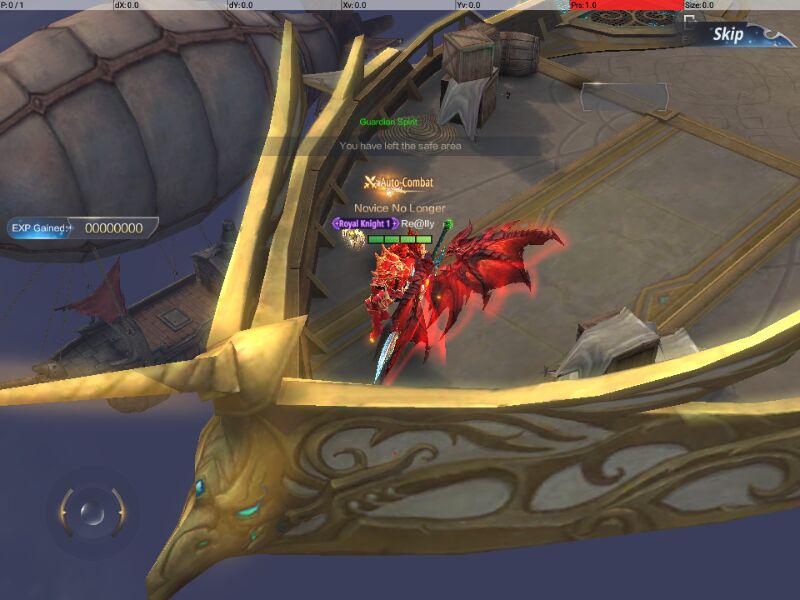 P: 0 / 1 dX: 0.0 dY: 0.0 Xv: 0.0 Yv: 0.0 Prs: 1.0 Size: 0.0
Skip
Guardian Spirit
You have left the safe area
Auto-Combat
Novice No Longer
Royal Knight 1 Re@lly
EXP Gained: 00000000